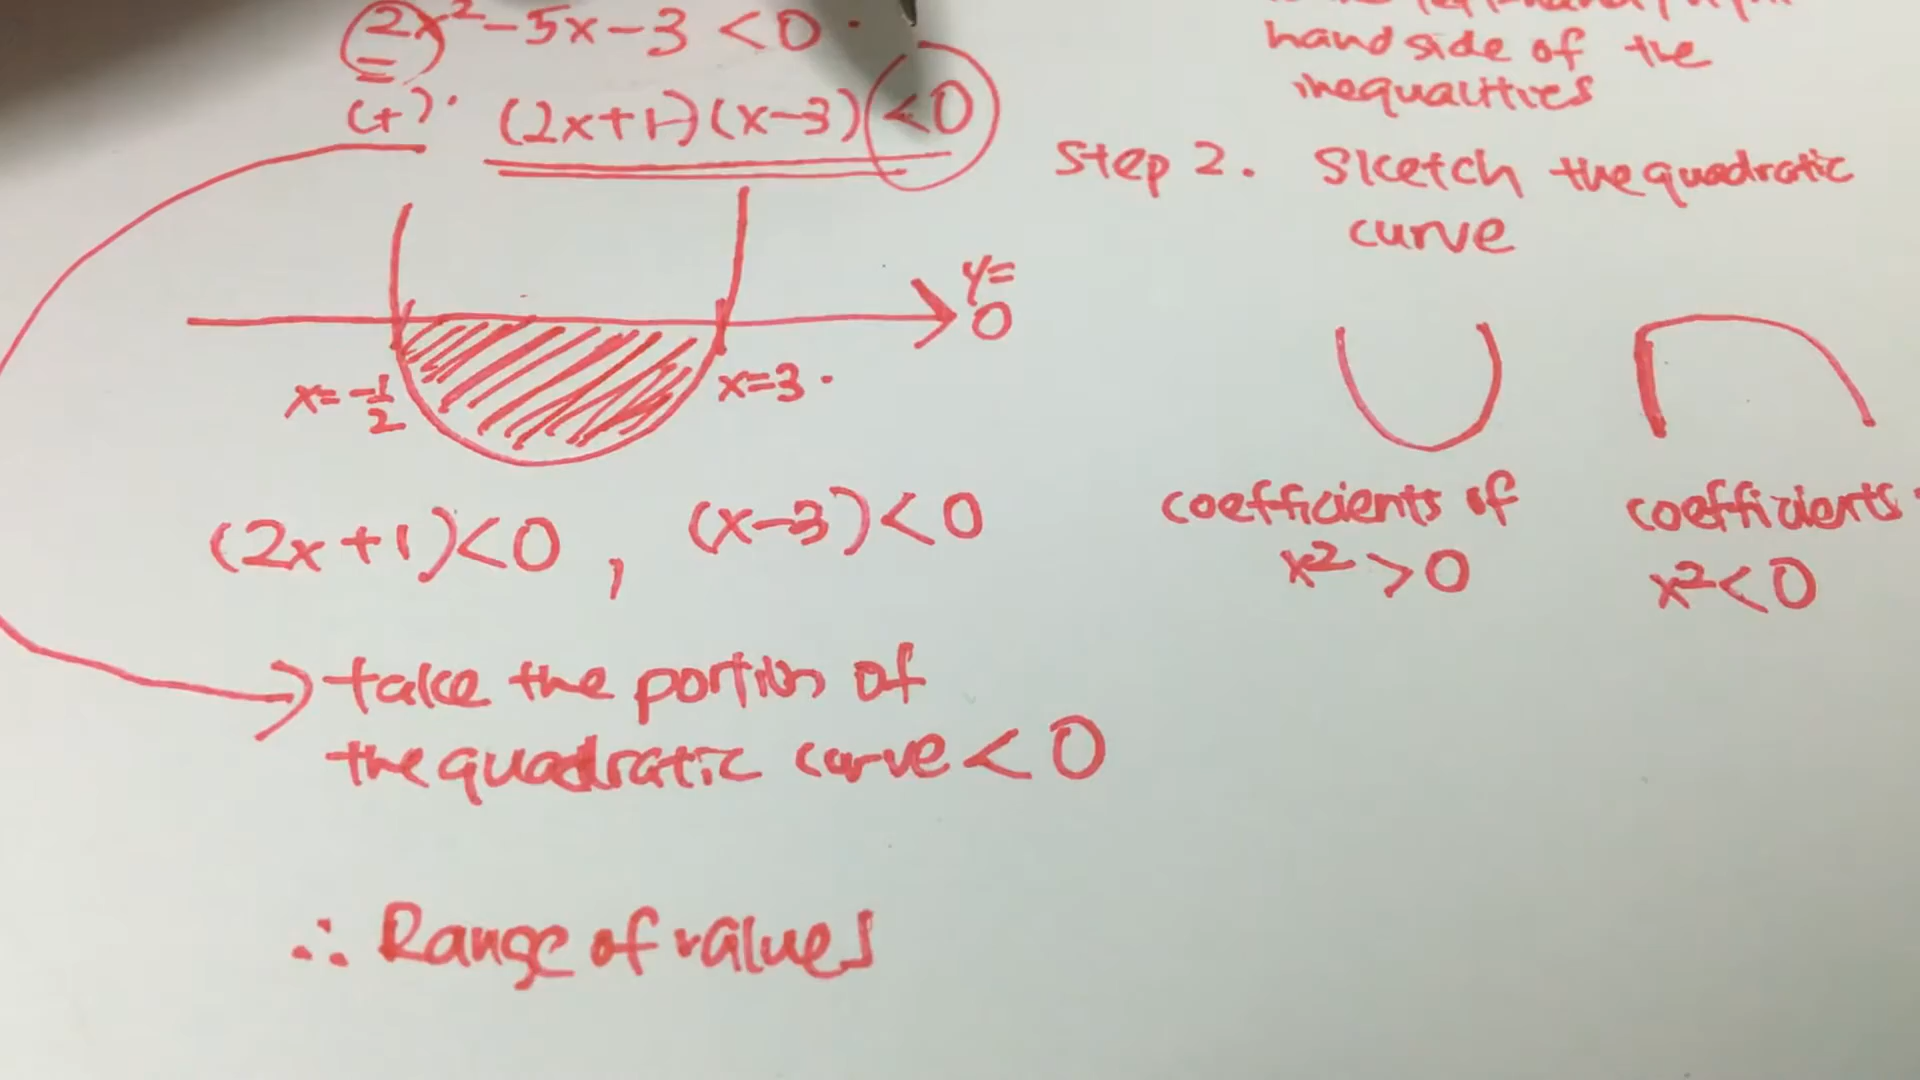 2x²-5x-3 <0.
(+). (2x+1)(x-3) <0
y=
0
x=-1/2
x=3.
(2x+1)<0, (x-3)<0
take the portion of
the quadratic curve < 0
∴ Range of values
hand side of the
inequalities
Step 2. Sketch the quadratic
curve
coefficients of
x²>0
coefficients
x²<0